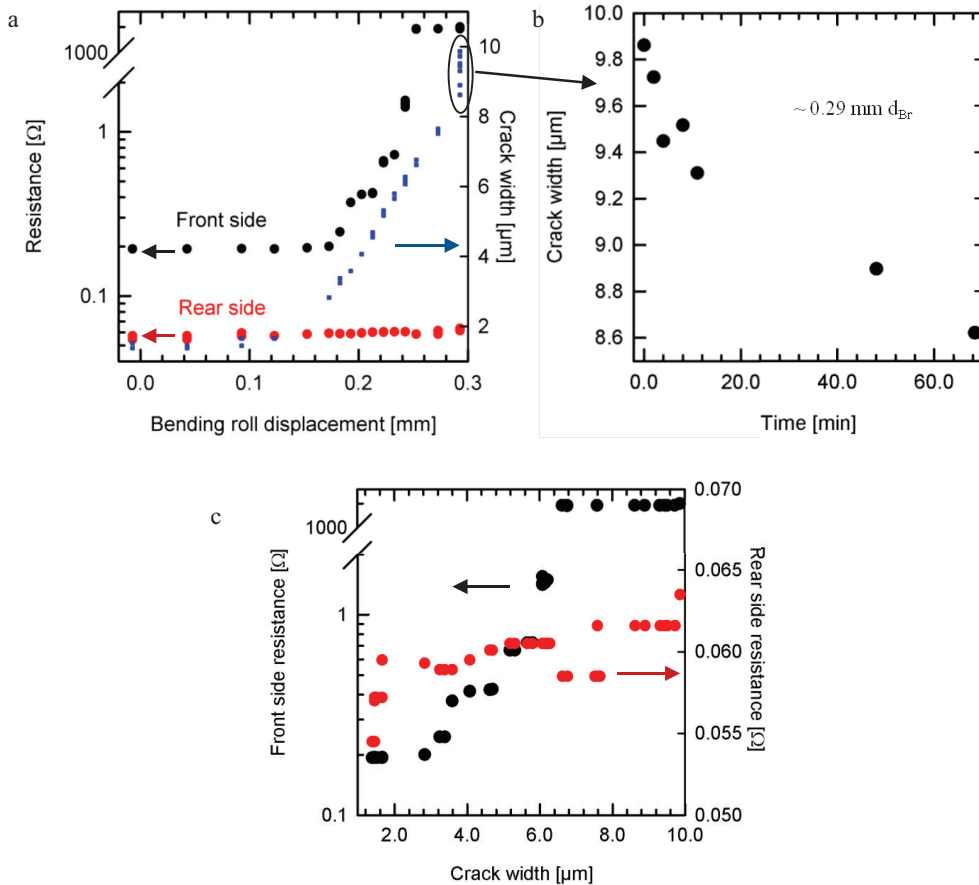 a
1000
1
0.1
Resistance [Ω]
Front side
Rear side
10
8
6
4
2
Crack width [μm]
0.0
0.1
0.2
0.3
Bending roll displacement [mm]
b
10.0
9.8
9.6
9.4
9.2
9.0
8.8
8.6
Crack width [μm]
~ 0.29 mm dBr
0.0
20.0
40.0
60.0
Time [min]
c
1000
1
0.1
Front side resistance [Ω]
0.070
0.065
0.060
0.055
0.050
Rear side resistance [Ω]
2.0
4.0
6.0
8.0
10.0
Crack width [μm]